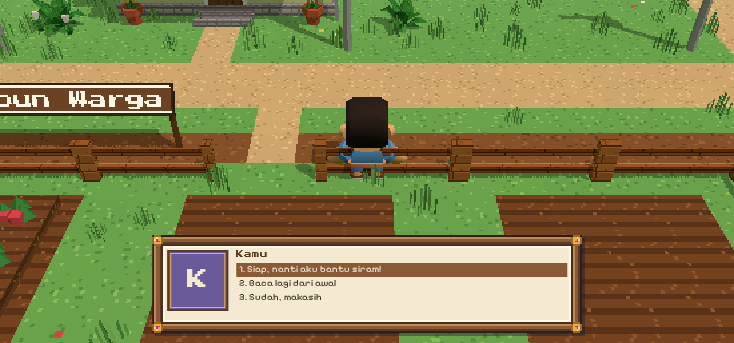 oun Warga
Kamu
K
1. Siap, nanti aku bantu siram!
2. Baca lagi dari awal
3. Sudah, makasih